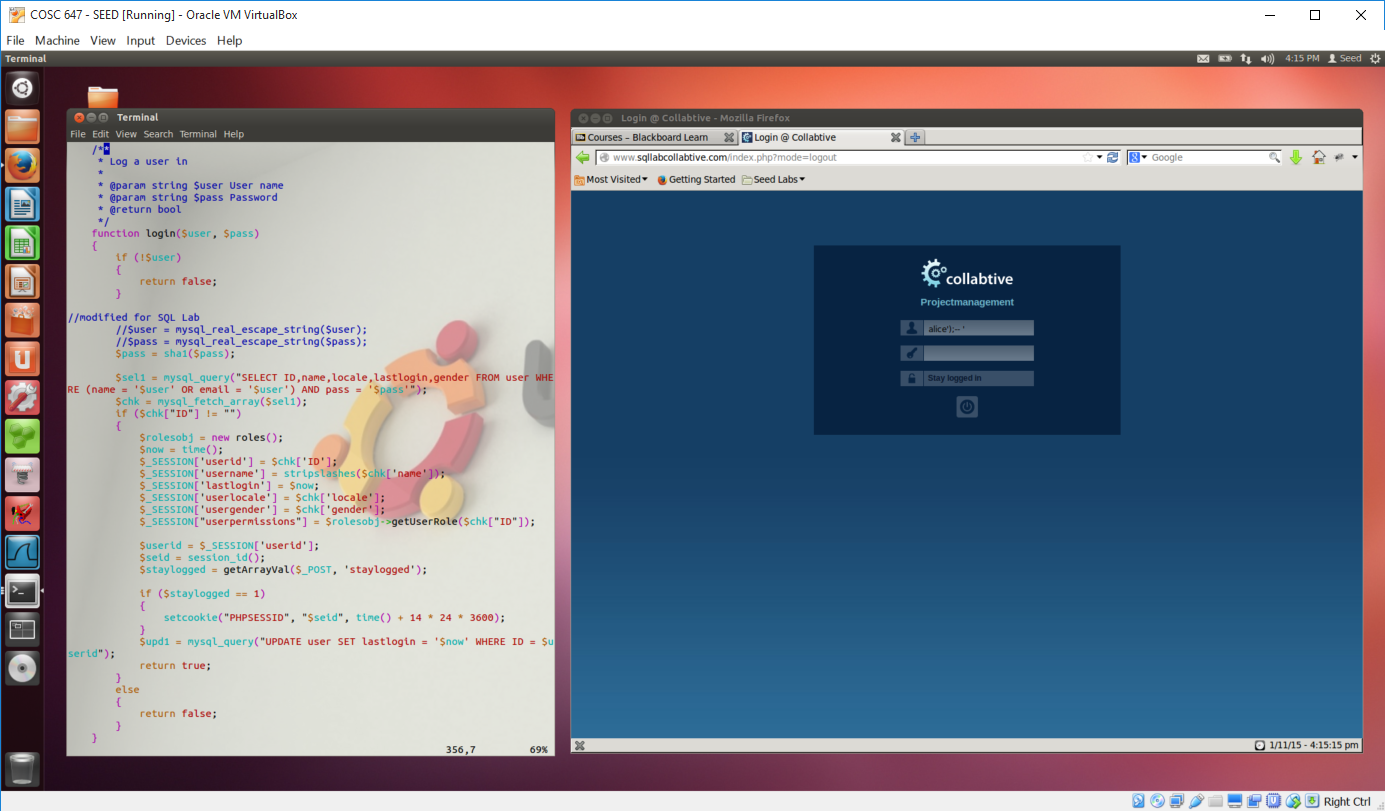 COSC 647 - SEED [Running] - Oracle VM VirtualBox
File Machine View Input Devices Help
Terminal 4:15 PM Seed
Terminal
File Edit View Search Terminal Help
/**
* Log a user in
*
* @param string $user User name
* @param string $pass Password
* @return bool
*/
function login($user, $pass)
{
if (!$user)
{
return false;
}
//modified for SQL Lab
//$user = mysql_real_escape_string($user);
//$pass = mysql_real_escape_string($pass);
$pass = sha1($pass);
$sel1 = mysql_query("SELECT ID,name,locale,lastlogin,gender FROM user WHE
RE (name = '$user' OR email = '$user') AND pass = '$pass'");
$chk = mysql_fetch_array($sel1);
if ($chk["ID"] != "")
{
$rolesobj = new roles();
$now = time();
$_SESSION['userid'] = $chk['ID'];
$_SESSION['username'] = stripslashes($chk['name']);
$_SESSION['lastlogin'] = $now;
$_SESSION['userlocale'] = $chk['locale'];
$_SESSION['usergender'] = $chk['gender'];
$_SESSION["userpermissions"] = $rolesobj->getUserRole($chk["ID"]);
$userid = $_SESSION['userid'];
$seid = session_id();
$staylogged = getArrayVal($_POST, 'staylogged');
if ($staylogged == 1)
{
setcookie("PHPSESSID", "$seid", time() + 14 * 24 * 3600);
}
$upd1 = mysql_query("UPDATE user SET lastlogin = '$now' WHERE ID = $u
serid");
return true;
}
else
{
return false;
}
}
356,7 69%
Login @ Collabtive - Mozilla Firefox
Courses – Blackboard Learn Login @ Collabtive
www.sqllabcollabtive.com/index.php?mode=logout Google
Most Visited Getting Started Seed Labs
collabtive
Projectmanagement
alice');-- '
Stay logged in
1/11/15 - 4:15:15 pm
Right Ctrl